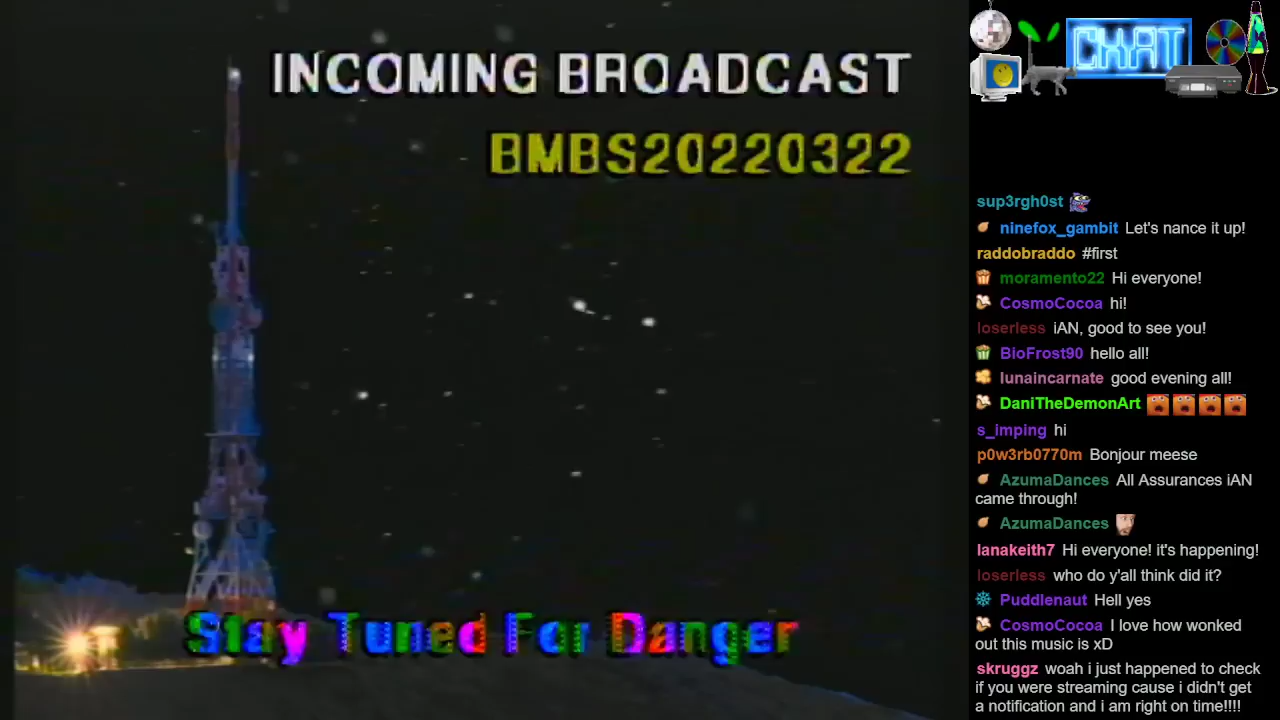 INCOMING BROADCAST
BMBS20220322
Stay Tuned For Danger
CHAT
sup3rgh0st
ninefox_gambit Let's nance it up!
raddobraddo #first
moramento22 Hi everyone!
CosmoCocoa hi!
loserless iAN, good to see you!
BioFrost90 hello all!
lunaincarnate good evening all!
DaniTheDemonArt
s_imping hi
p0w3rb0770m Bonjour meese
AzumaDances All Assurances iAN
came through!
AzumaDances
lanakeith7 Hi everyone! it's happening!
loserless who do y'all think did it?
Puddlenaut Hell yes
CosmoCocoa I love how wonked
out this music is xD
skruggz woah i just happened to check
if you were streaming cause i didn't get
a notification and i am right on time!!!!